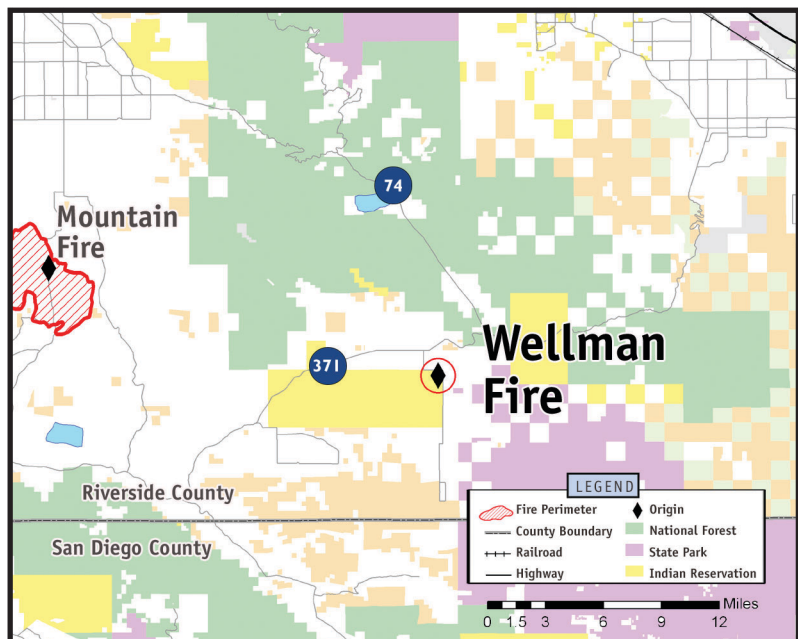 74
Mountain
Fire
Wellman
Fire
371
Riverside County
San Diego County
LEGEND
Fire Perimeter
Origin
County Boundary
National Forest
Railroad
State Park
Highway
Indian Reservation
Miles
0 1.5 3 6 9 12